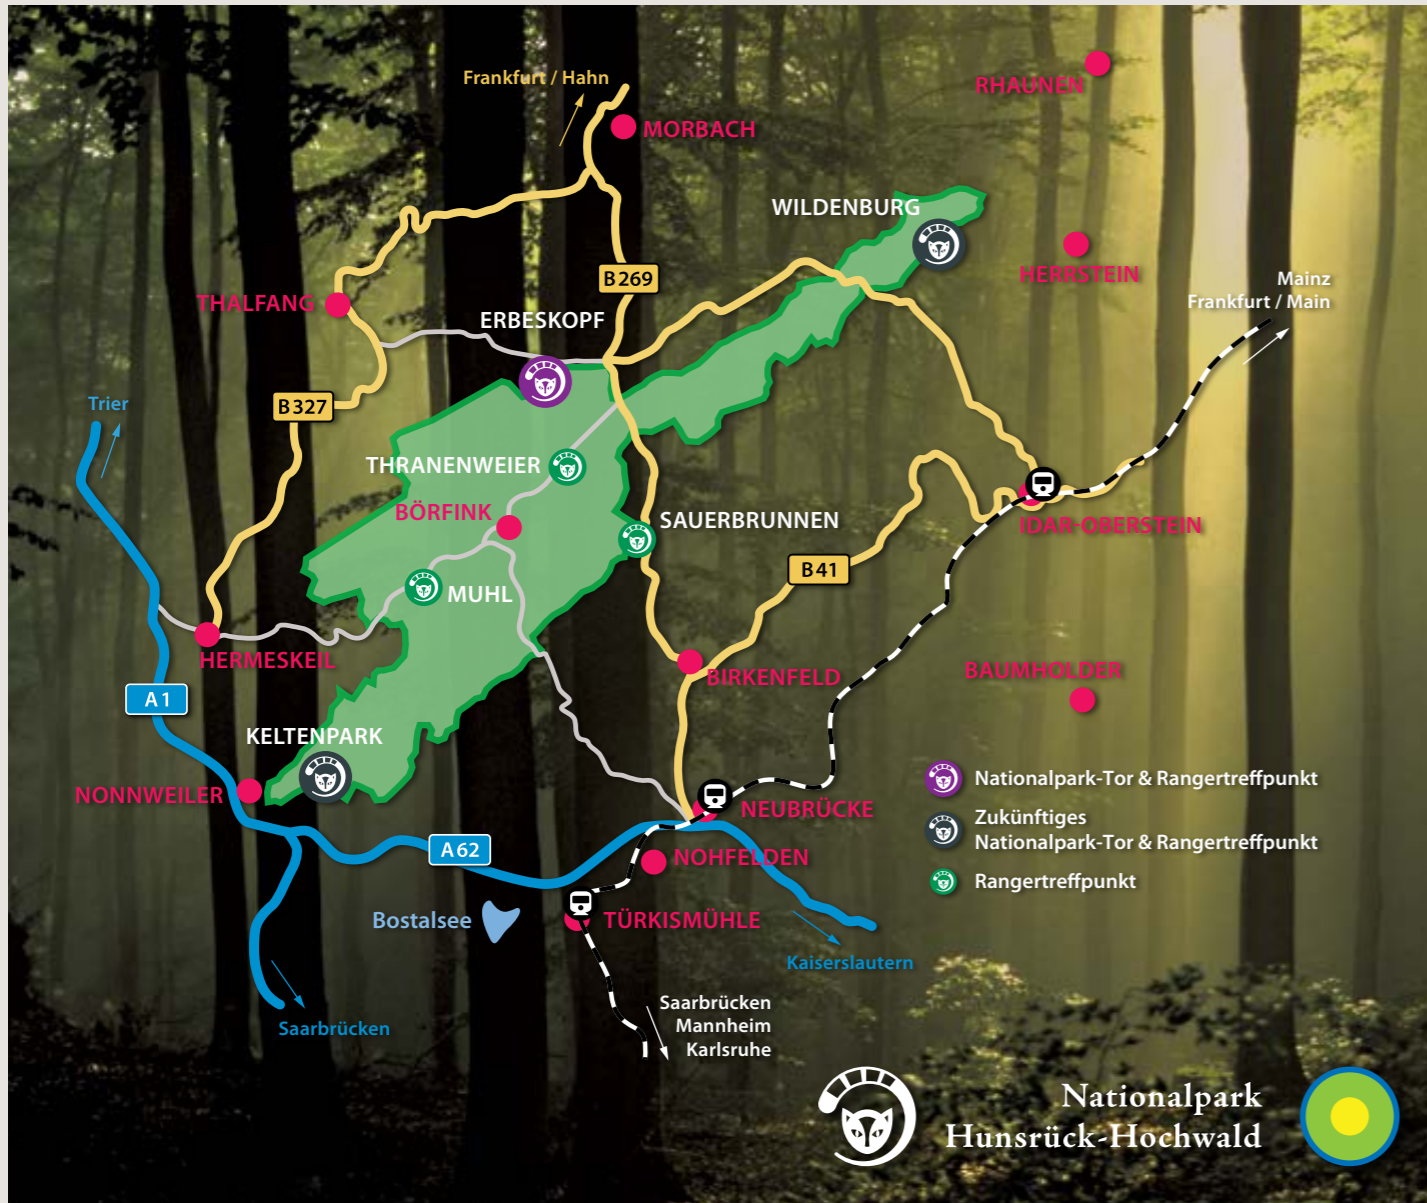 Frankfurt / Hahn
RHAUNEN
MORBACH
WILDENBURG
HERRSTEIN
B269
Mainz
Frankfurt / Main
THALFANG
ERBESKOPF
B327
Trier
THRANENWEIER
BÖRFINK
SAUERBRUNNEN
IDAR-OBERSTEIN
B41
MUHL
HERMESKEIL
BIRKENFELD
BAUMHOLDER
A1
KELTENPARK
NONNWEILER
NEUBRÜCKE
Nationalpark-Tor & Rangertreffpunkt
Zukünftiges
Nationalpark-Tor & Rangertreffpunkt
Rangertreffpunkt
A62
NOHFELDEN
Bostalsee
TÜRKISMÜHLE
Kaiserslautern
Saarbrücken
Saarbrücken
Mannheim
Karlsruhe
Nationalpark
Hunsrück-Hochwald